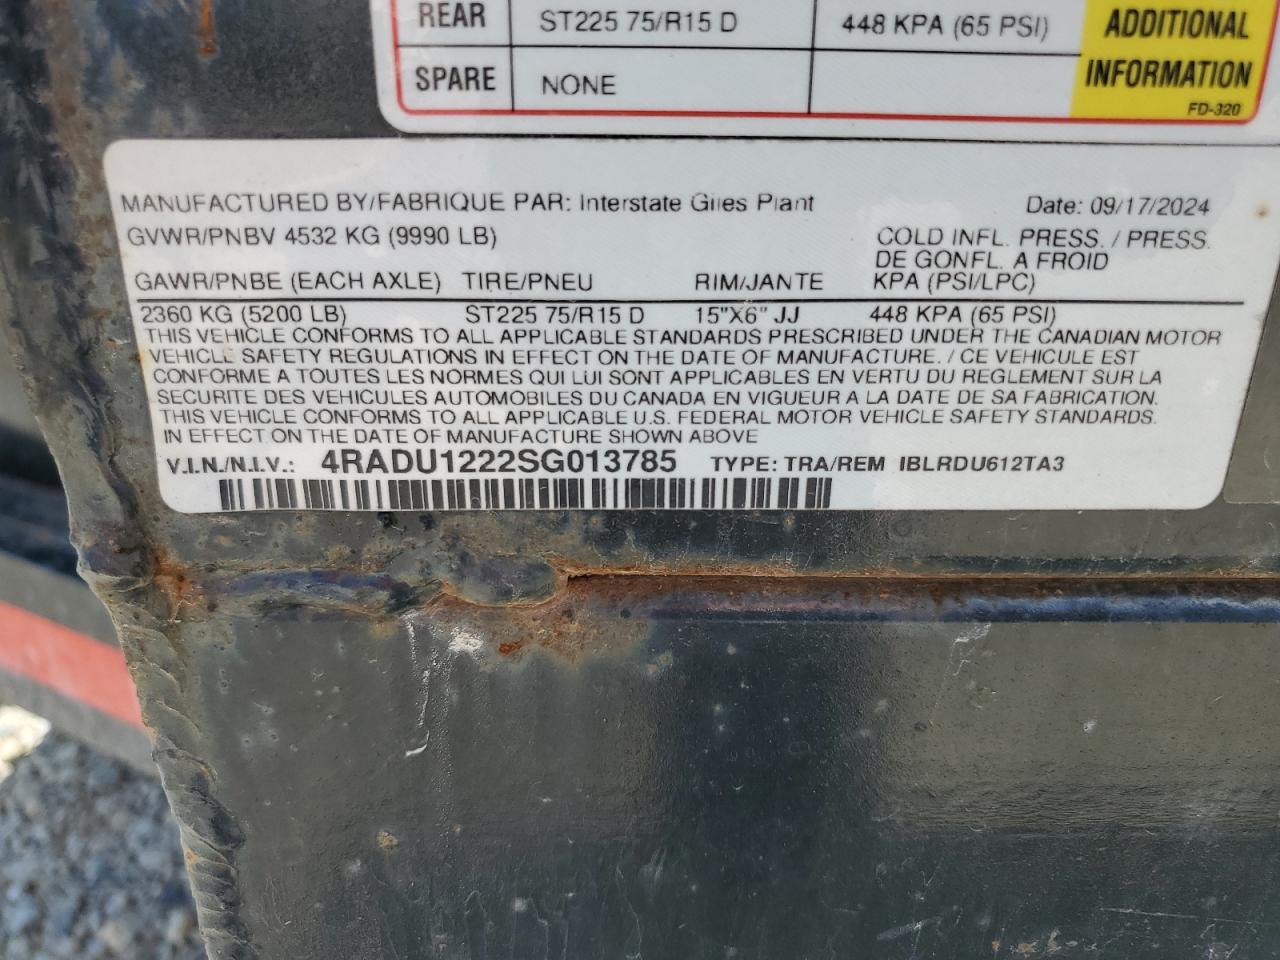 REAR ST225 75/R15 D 448 KPA (65 PSI) ADDITIONAL
SPARE NONE INFORMATION
FD-320
MANUFACTURED BY/FABRIQUE PAR: Interstate Giles Plant Date: 09/17/2024
GVWR/PNBV 4532 KG (9990 LB) COLD INFL. PRESS. / PRESS.
DE GONFL. A FROID
GAWR/PNBE (EACH AXLE) TIRE/PNEU RIM/JANTE KPA (PSI/LPC)
2360 KG (5200 LB) ST225 75/R15 D 15"X6" JJ 448 KPA (65 PSI)
THIS VEHICLE CONFORMS TO ALL APPLICABLE STANDARDS PRESCRIBED UNDER THE CANADIAN MOTOR
VEHICLE SAFETY REGULATIONS IN EFFECT ON THE DATE OF MANUFACTURE. / CE VEHICULE EST
CONFORME A TOUTES LES NORMES QUI LUI SONT APPLICABLES EN VERTU DU REGLEMENT SUR LA
SECURITE DES VEHICULES AUTOMOBILES DU CANADA EN VIGUEUR A LA DATE DE SA FABRICATION.
THIS VEHICLE CONFORMS TO ALL APPLICABLE U.S. FEDERAL MOTOR VEHICLE SAFETY STANDARDS.
IN EFFECT ON THE DATE OF MANUFACTURE SHOWN ABOVE
V.I.N./N.I.V.: 4RADU1222SG013785 TYPE: TRA/REM IBLRDU612TA3